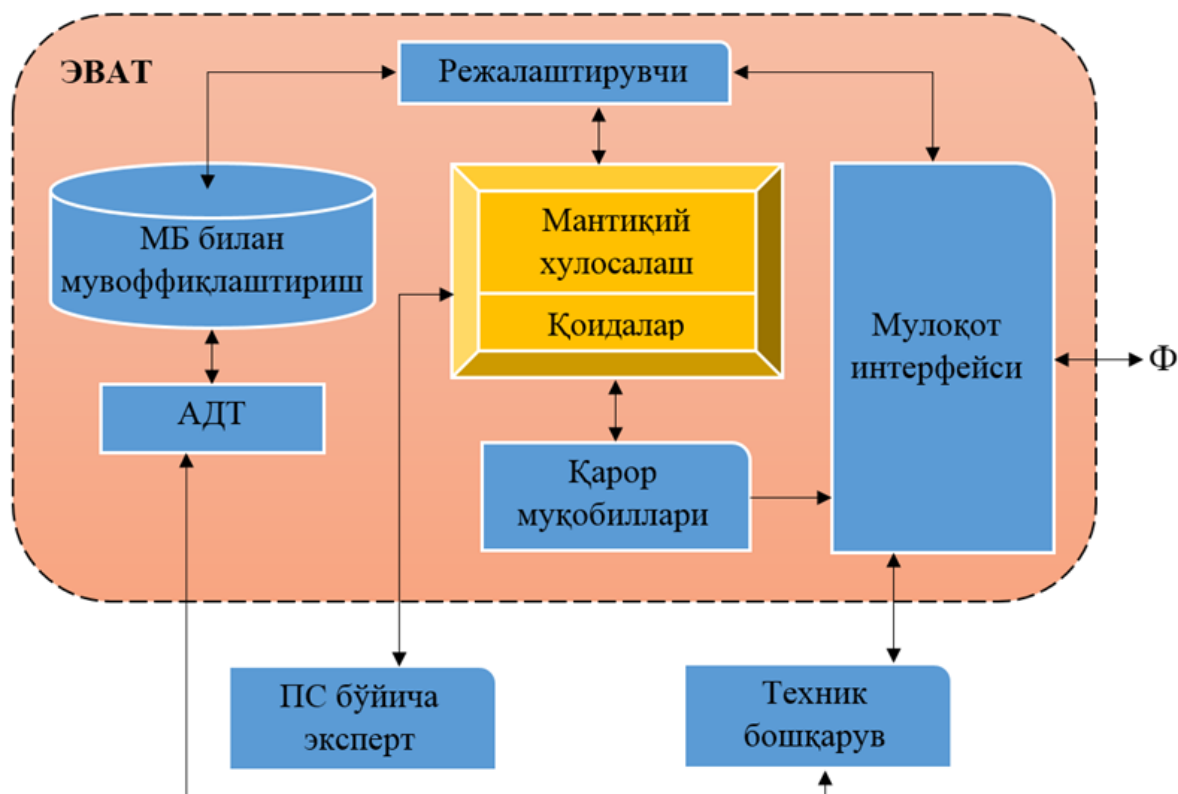 ЭВАТ
Режалаштирувчи
МБ билан
мувоффиқлаштириш
Мантиқий
хулосалаш
Қоидалар
Мулоқот
интерфейси
Ф
АДТ
Қарор
муқобиллари
ПС бўйича
эксперт
Техник
бошқарув